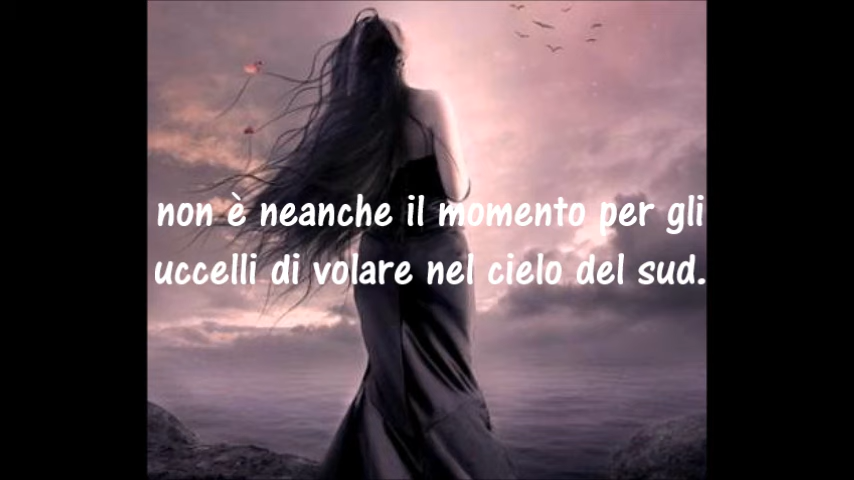 non è neanche il momento per gli
uccelli di volare nel cielo del sud.